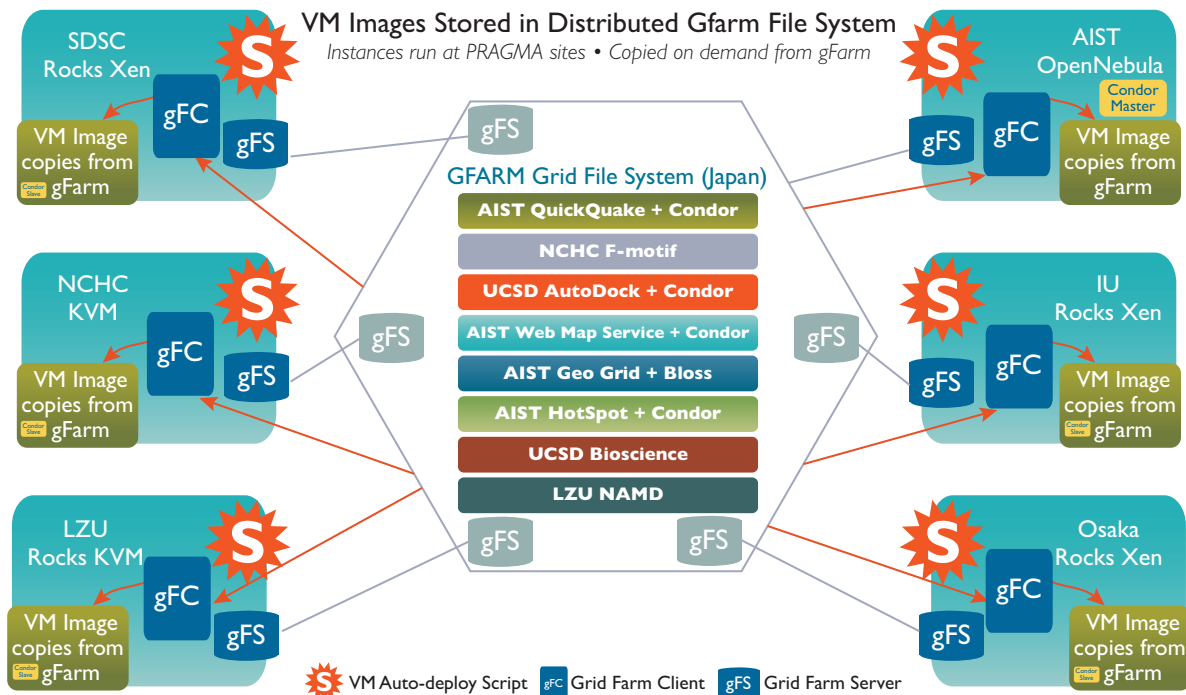 VM Images Stored in Distributed Gfarm File System
Instances run at PRAGMA sites • Copied on demand from gFarm
SDSC
Rocks Xen
S
gFC
gFS
VM Image
copies from
gFarm
Condor
Slave
AIST
OpenNebula
S
Condor
Master
gFS
gFC
VM Image
copies from
gFarm
gFS
GFARM Grid File System (Japan)
AIST QuickQuake + Condor
NCHC F-motif
UCSD AutoDock + Condor
AIST Web Map Service + Condor
AIST Geo Grid + Bloss
AIST HotSpot + Condor
UCSD Bioscience
LZU NAMD
gFS
gFS
gFS
gFS
NCHC
KVM
S
gFC
gFS
VM Image
copies from
gFarm
Condor
Slave
IU
Rocks Xen
S
gFC
gFS
VM Image
copies from
gFarm
Condor
Slave
LZU
Rocks KVM
S
gFC
gFS
VM Image
copies from
gFarm
Condor
Slave
Osaka
Rocks Xen
S
gFC
gFS
VM Image
copies from
gFarm
Condor
Slave
S VM Auto-deploy Script gFC Grid Farm Client gFS Grid Farm Server